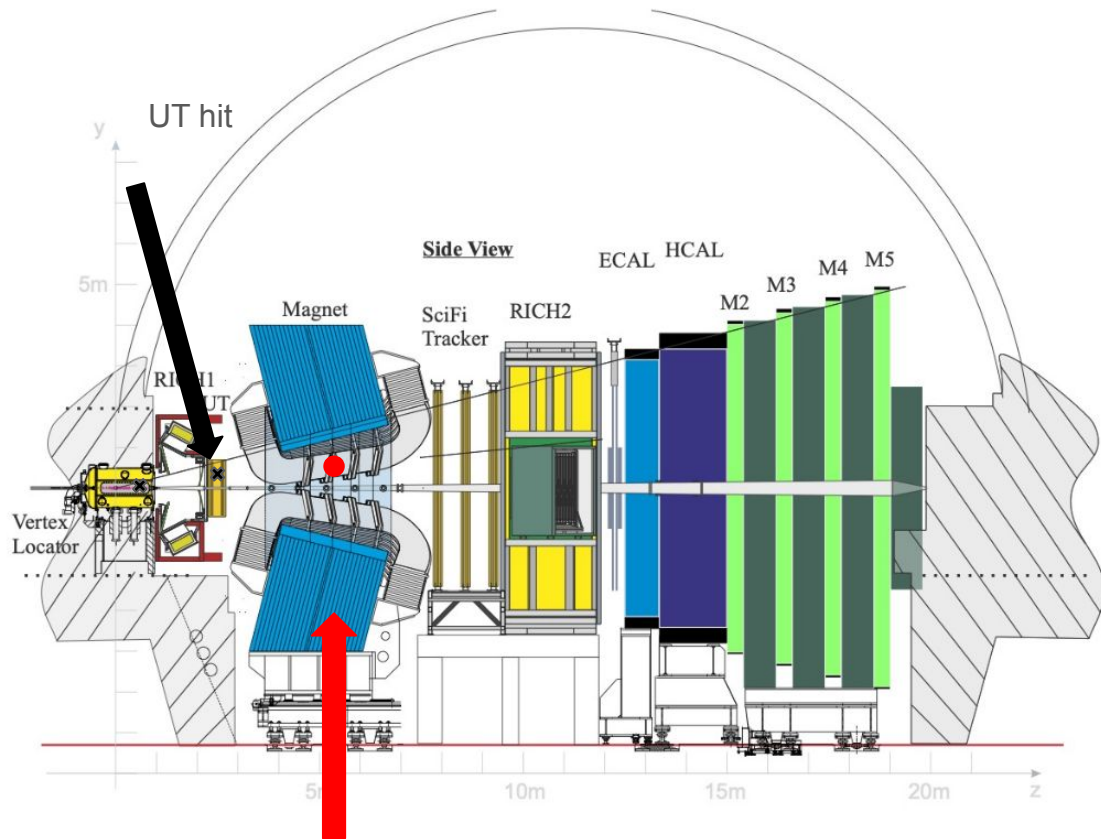 UT hit
y
5m
Side View
ECAL
HCAL
M2
M3
M4
M5
Magnet
SciFi
Tracker
RICH2
RICH1
UT
Vertex
Locator
10m
15m
20m
z